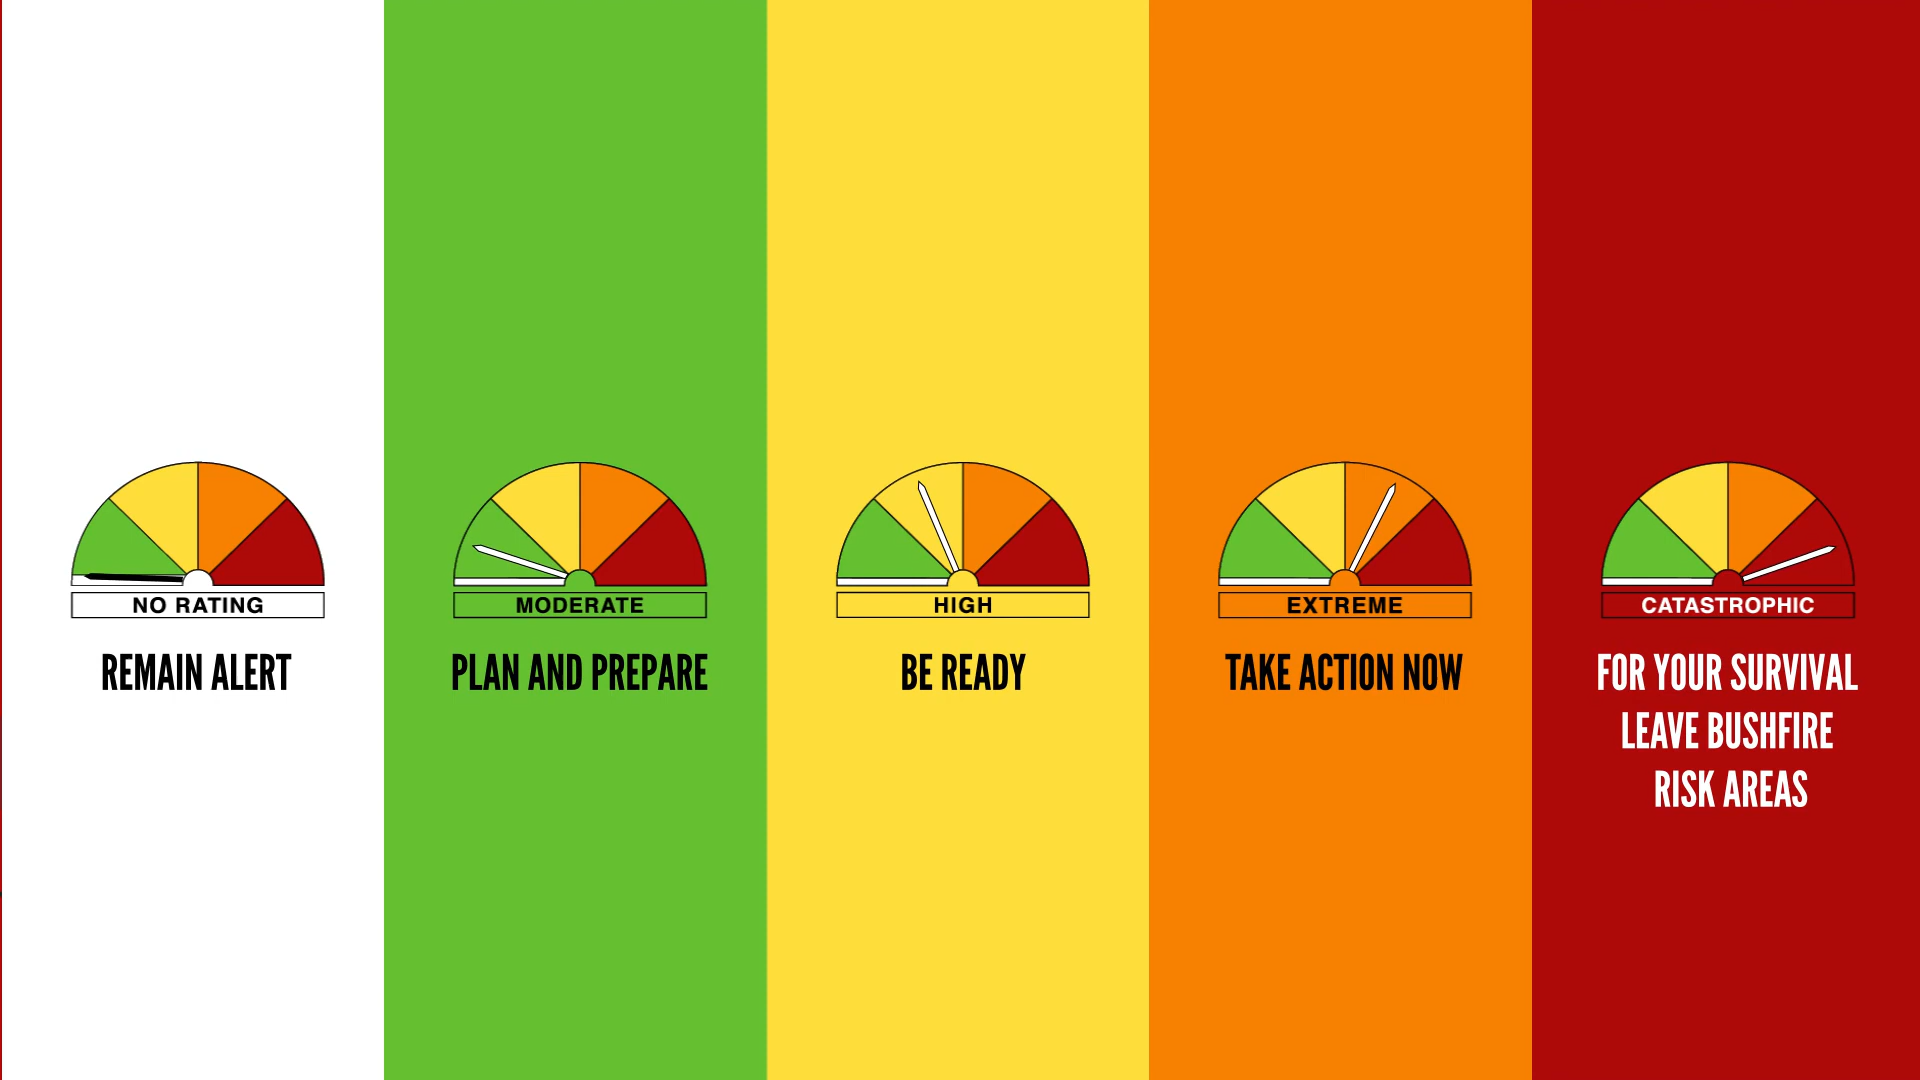 NO RATING
REMAIN ALERT
MODERATE
PLAN AND PREPARE
HIGH
BE READY
EXTREME
TAKE ACTION NOW
CATASTROPHIC
FOR YOUR SURVIVAL
LEAVE BUSHFIRE
RISK AREAS